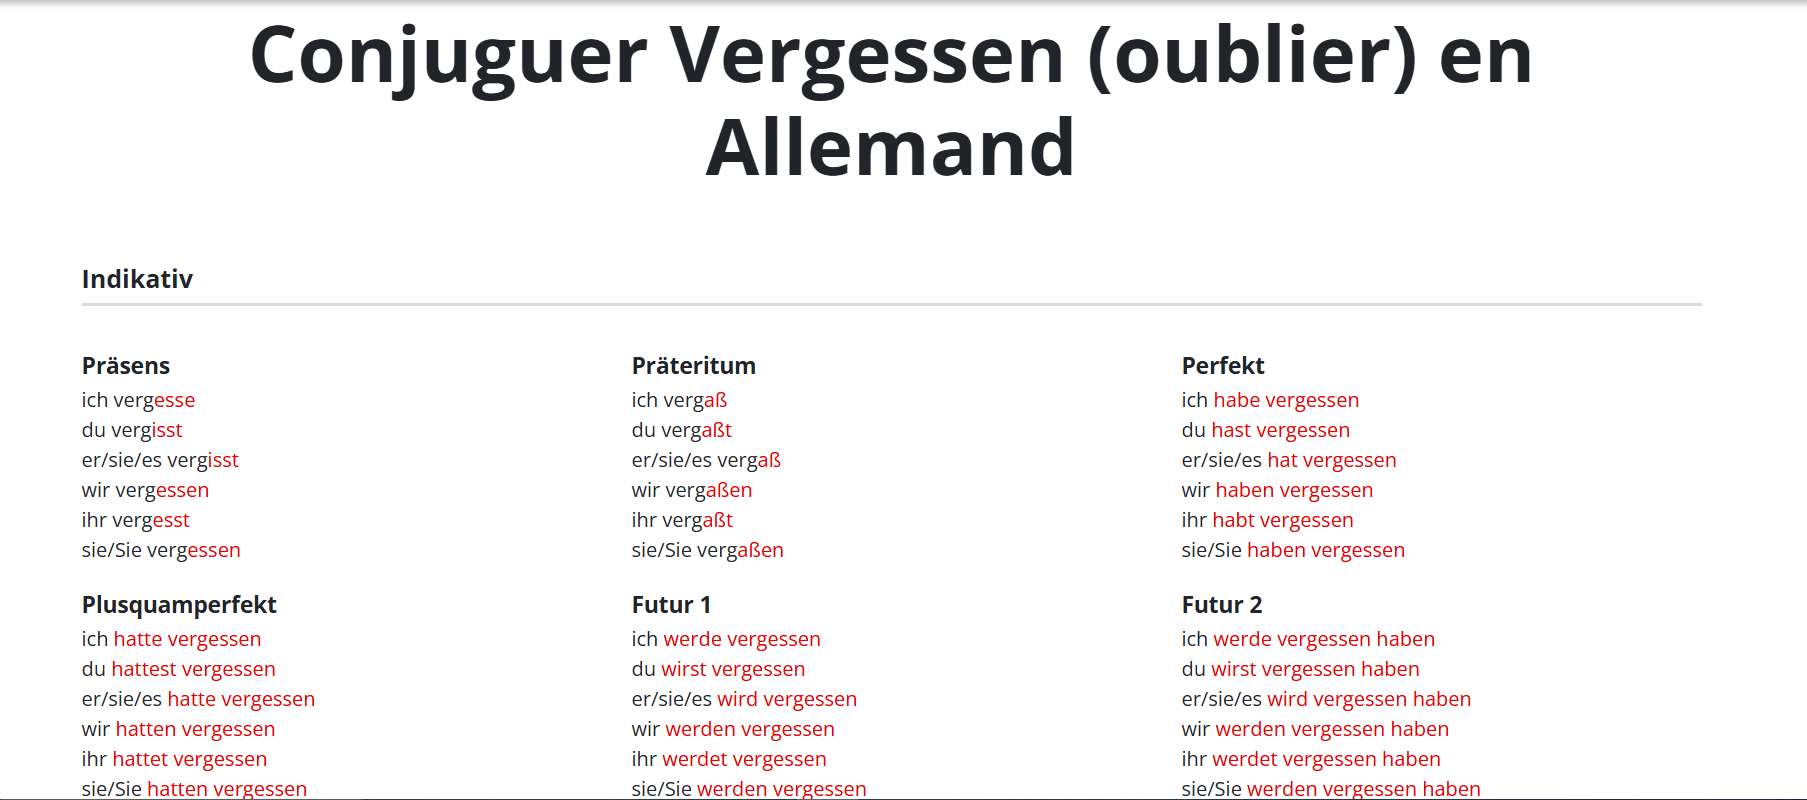 Conjuguer Vergessen (oublier) en
Allemand
Indikativ
Präsens
ich vergesse
du vergisst
er/sie/es vergisst
wir vergessen
ihr vergesst
sie/Sie vergessen
Präteritum
ich vergaß
du vergaßt
er/sie/es vergaß
wir vergaßen
ihr vergaßt
sie/Sie vergaßen
Perfekt
ich habe vergessen
du hast vergessen
er/sie/es hat vergessen
wir haben vergessen
ihr habt vergessen
sie/Sie haben vergessen
Plusquamperfekt
ich hatte vergessen
du hattest vergessen
er/sie/es hatte vergessen
wir hatten vergessen
ihr hattet vergessen
sie/Sie hatten vergessen
Futur 1
ich werde vergessen
du wirst vergessen
er/sie/es wird vergessen
wir werden vergessen
ihr werdet vergessen
sie/Sie werden vergessen
Futur 2
ich werde vergessen haben
du wirst vergessen haben
er/sie/es wird vergessen haben
wir werden vergessen haben
ihr werdet vergessen haben
sie/Sie werden vergessen haben